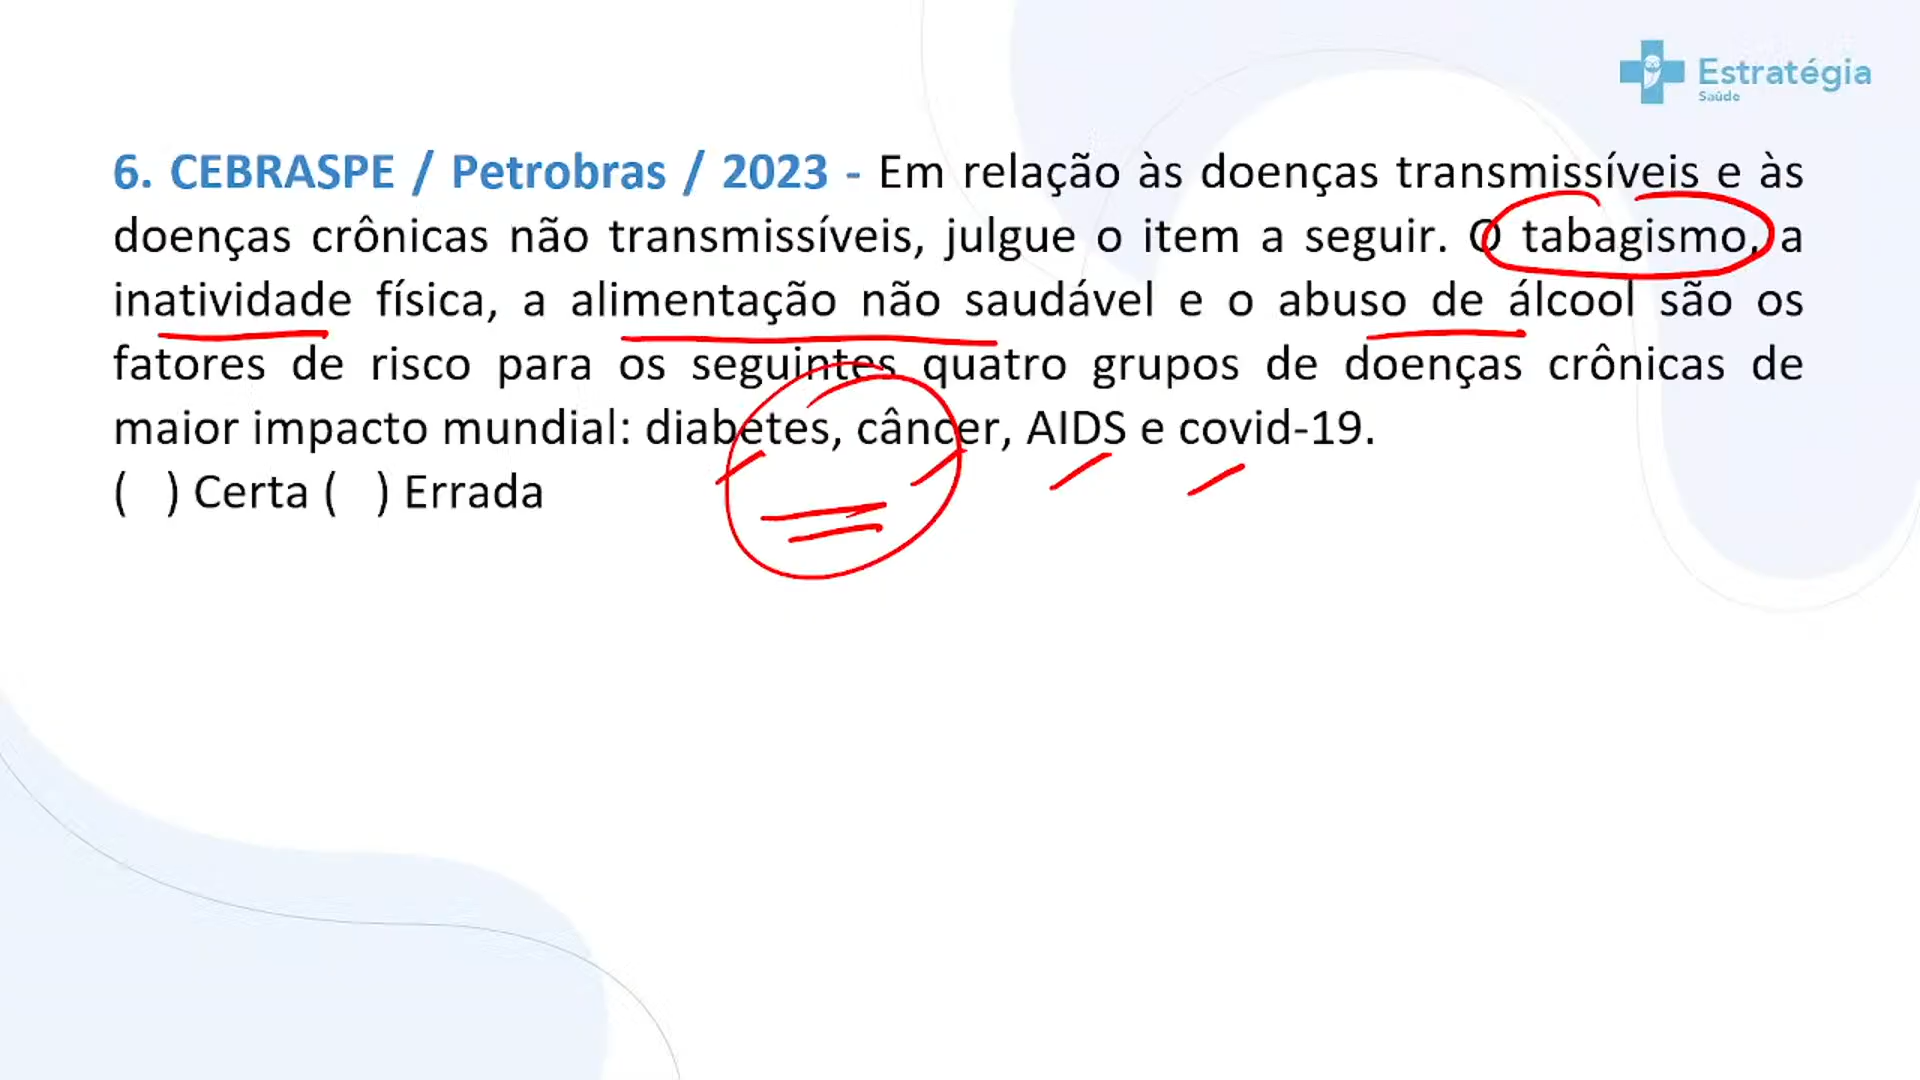 Estratégia
Saúde
6. CEBRASPE / Petrobras / 2023 - Em relação às doenças transmissíveis e às
doenças crônicas não transmissíveis, julgue o item a seguir. O tabagismo, a
inatividade física, a alimentação não saudável e o abuso de álcool são os
fatores de risco para os seguintes quatro grupos de doenças crônicas de
maior impacto mundial: diabetes, câncer, AIDS e covid-19.
( ) Certa ( ) Errada